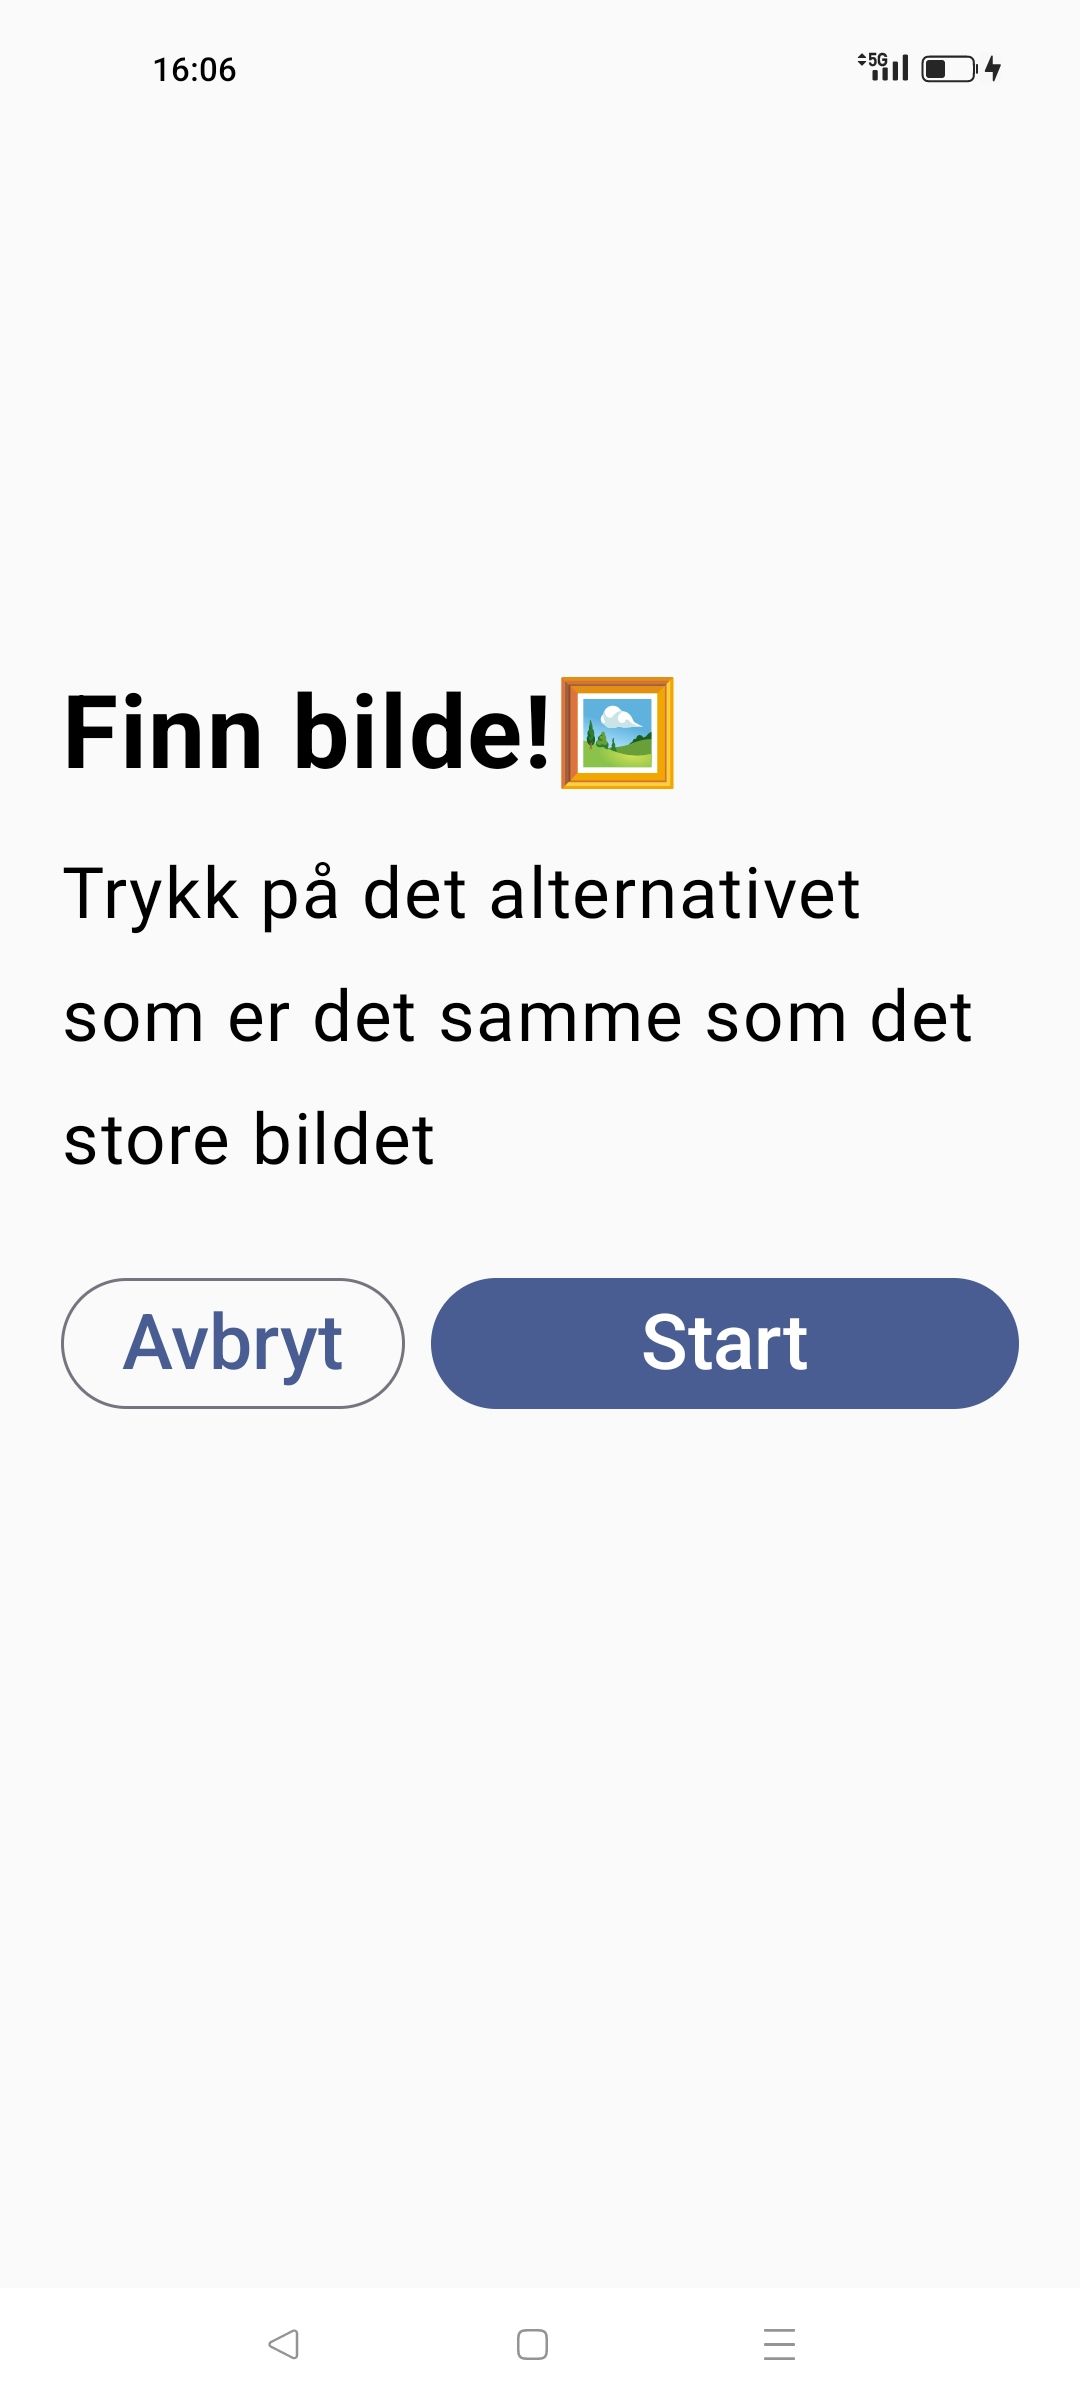 16:06
5G
Finn bilde!🖼️
Trykk på det alternativet
som er det samme som det
store bildet
Avbryt
Start